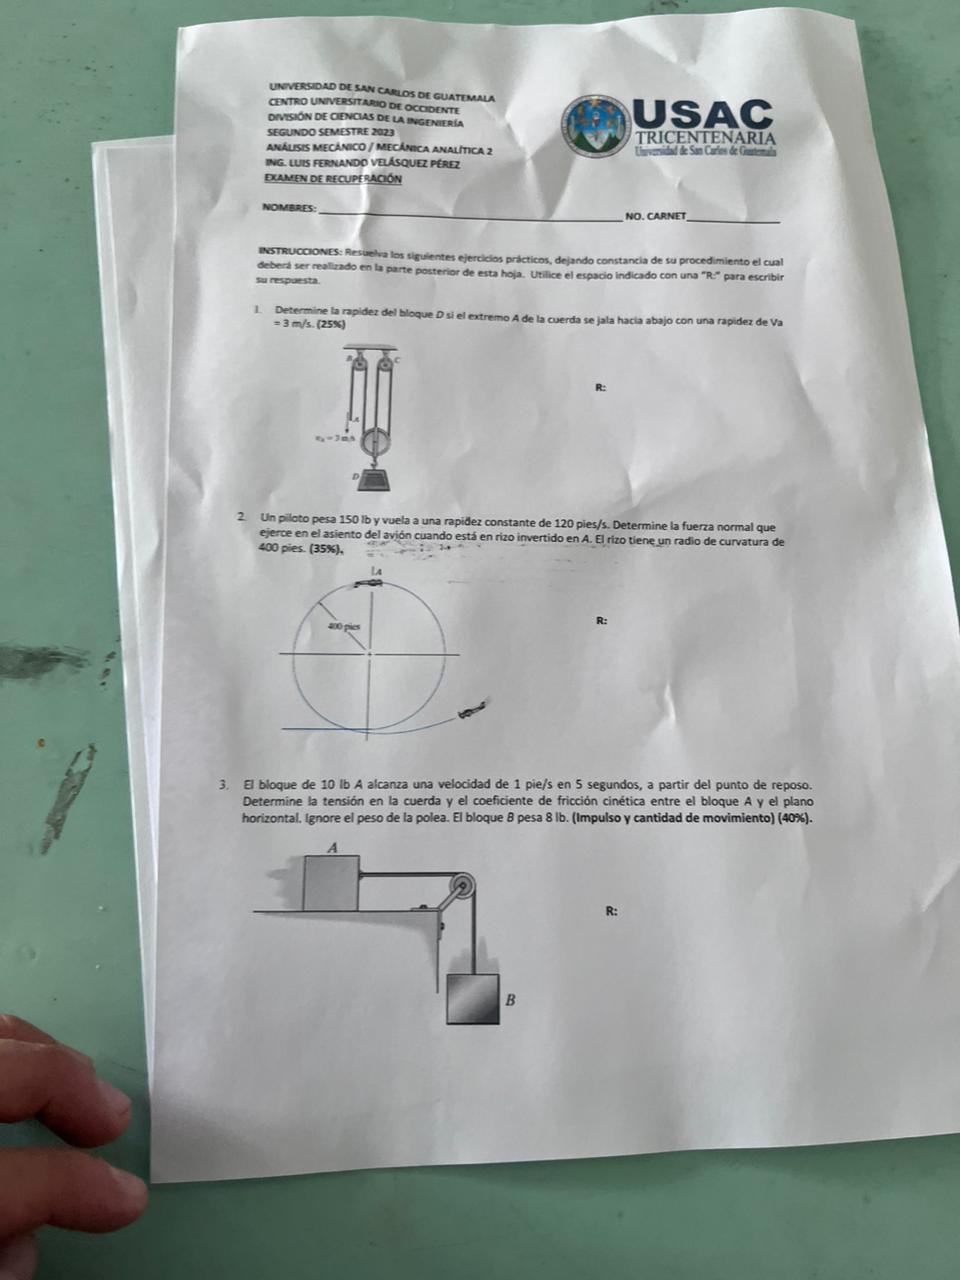 UNIVERSIDAD DE SAN CARLOS DE GUATEMALA
CENTRO UNIVERSITARIO DE OCCIDENTE
DIVISIÓN DE CIENCIAS DE LA INGENIERÍA
SEGUNDO SEMESTRE 2023
ANÁLISIS MECÁNICO / MECÁNICA ANALÍTICA 2
ING. LUIS FERNANDO VELÁSQUEZ PÉREZ
EXAMEN DE RECUPERACIÓN
USAC
TRICENTENARIA
Universidad de San Carlos de Guatemala
NOMBRES: NO. CARNET
INSTRUCCIONES: Resuelva los siguientes ejercicios prácticos, dejando constancia de su procedimiento el cual
deberá ser realizado en la parte posterior de esta hoja. Utilice el espacio indicado con una "R:" para escribir
su respuesta.
1. Determine la rapidez del bloque D si el extremo A de la cuerda se jala hacia abajo con una rapidez de Va
= 3 m/s. (25%)
B C
R:
A
vA = 3 m/s
D
2. Un piloto pesa 150 lb y vuela a una rapidez constante de 120 pies/s. Determine la fuerza normal que
ejerce en el asiento del avión cuando está en rizo invertido en A. El rizo tiene un radio de curvatura de
400 pies. (35%).
A
R:
400 pies
3. El bloque de 10 lb A alcanza una velocidad de 1 pie/s en 5 segundos, a partir del punto de reposo.
Determine la tensión en la cuerda y el coeficiente de fricción cinética entre el bloque A y el plano
horizontal. Ignore el peso de la polea. El bloque B pesa 8 lb. (Impulso y cantidad de movimiento) (40%).
A
R:
B